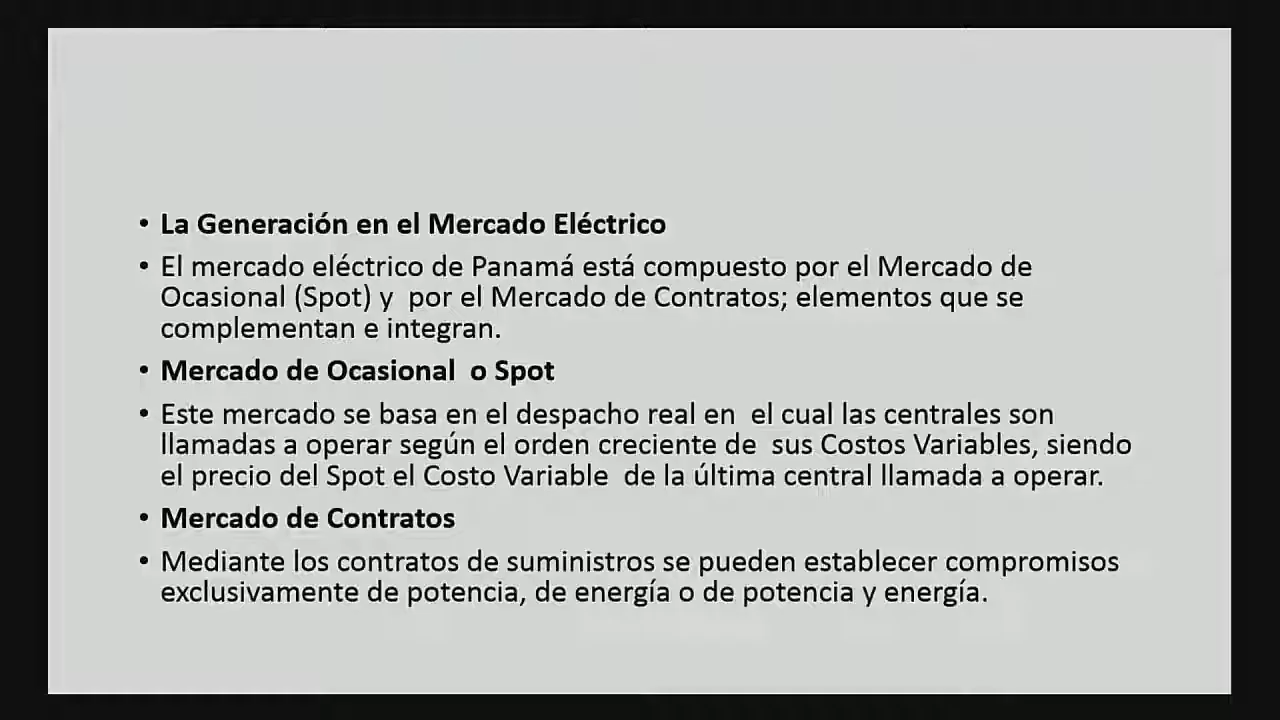 • La Generación en el Mercado Eléctrico
• El mercado eléctrico de Panamá está compuesto por el Mercado de
Ocasional (Spot) y  por el Mercado de Contratos; elementos que se
complementan e integran.
• Mercado de Ocasional  o Spot
• Este mercado se basa en el despacho real en  el cual las centrales son
llamadas a operar según el orden creciente de  sus Costos Variables, siendo
el precio del Spot el Costo Variable  de la última central llamada a operar.
• Mercado de Contratos
• Mediante los contratos de suministros se pueden establecer compromisos
exclusivamente de potencia, de energía o de potencia y energía.